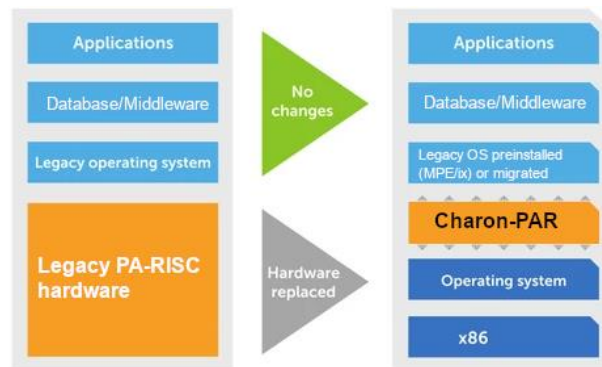 Applications
Database/Middleware
Legacy operating system
Legacy PA-RISC
hardware
No
changes
Hardware
replaced
Applications
Database/Middleware
Legacy OS preinstalled
(MPE/ix) or migrated
Charon-PAR
Operating system
x86